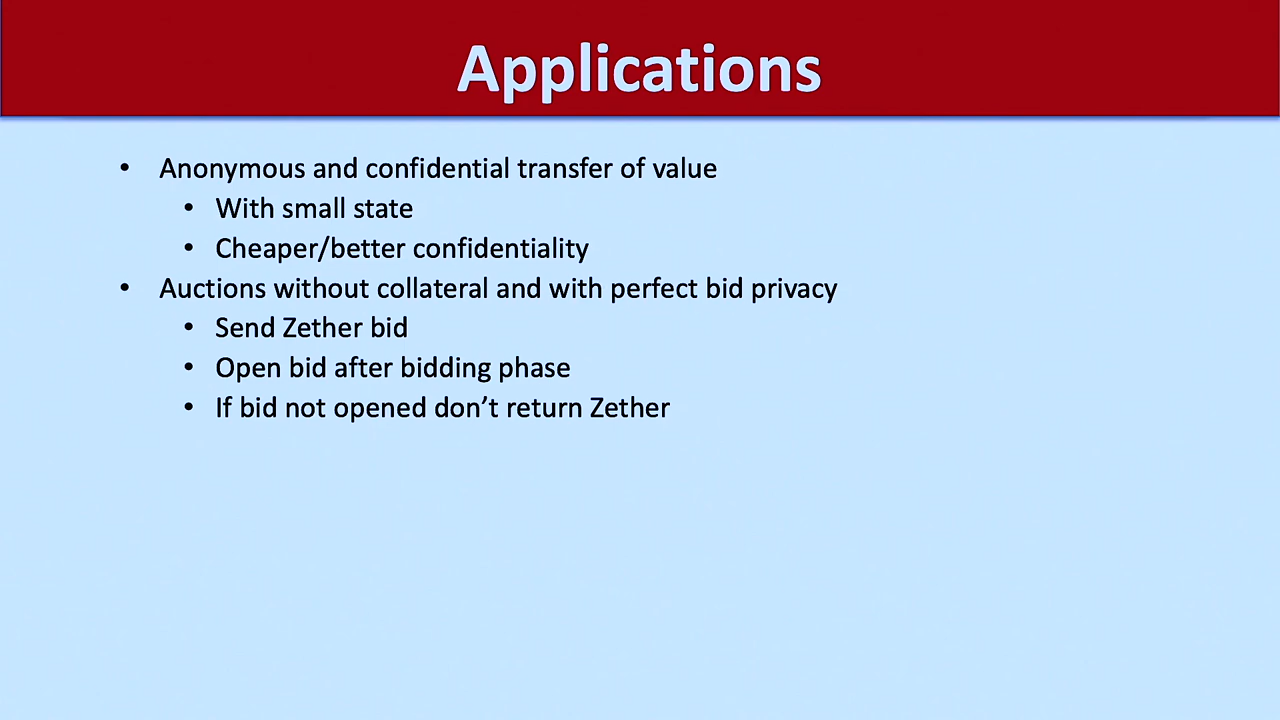 Applications
• Anonymous and confidential transfer of value
• With small state
• Cheaper/better confidentiality
• Auctions without collateral and with perfect bid privacy
• Send Zether bid
• Open bid after bidding phase
• If bid not opened don’t return Zether